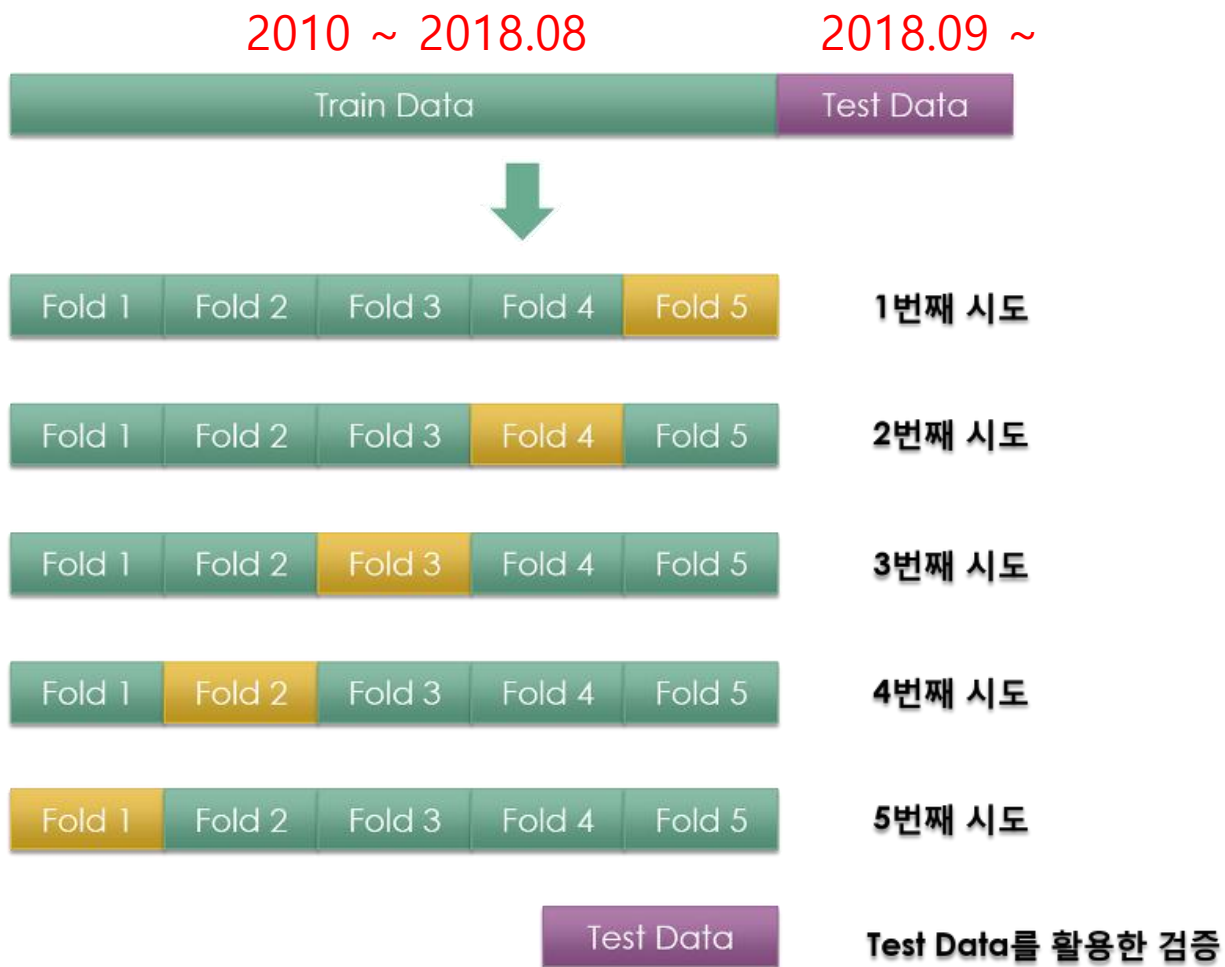 2010 ~ 2018.08 2018.09 ~
Train Data Test Data
Fold 1 Fold 2 Fold 3 Fold 4 Fold 5 1번째 시도
Fold 1 Fold 2 Fold 3 Fold 4 Fold 5 2번째 시도
Fold 1 Fold 2 Fold 3 Fold 4 Fold 5 3번째 시도
Fold 1 Fold 2 Fold 3 Fold 4 Fold 5 4번째 시도
Fold 1 Fold 2 Fold 3 Fold 4 Fold 5 5번째 시도
Test Data Test Data를 활용한 검증